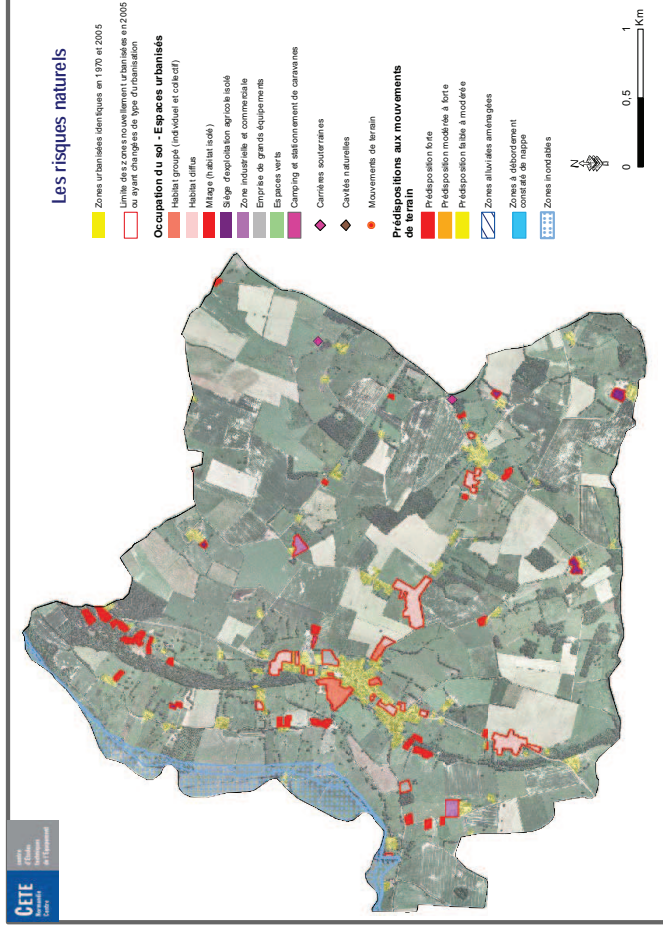 Les risques naturels
Zones urbanisées identiques en 1970 et 2005
Limite des zones nouvellement urbanisées en 2005
ou ayant changées de type d'urbanisation
Occupation du sol - Espaces urbanisés
Habitat groupé (individuel et collectif)
Habitat diffus
Mitage (habitat isolé)
Siège d'exploitation agricole isolé
Zone industrielle et commerciale
Emprise de grands équipements
Espaces verts
Camping et stationnement de caravanes
Carrières souterraines
Cavités naturelles
Mouvements de terrain
Prédispositions aux mouvements
de terrain
Prédisposition forte
Prédisposition modérée à forte
Prédisposition faible à modérée
Zones alluviales aménagées
Zones à débordement
constaté de nappe
Zones inondables
N
0 0,5 1
Km
CETE
Normandie
Centre
centre
d'Études
techniques
de l'Équipement